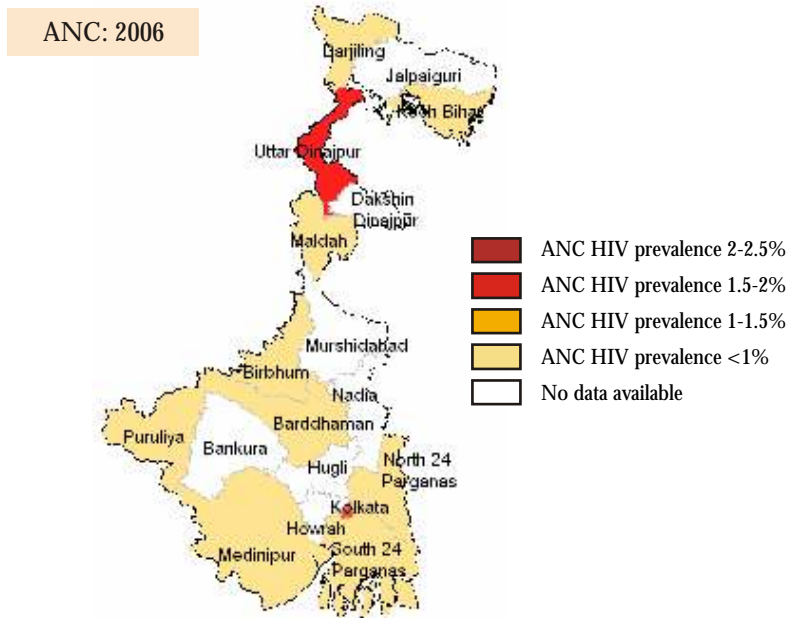 ANC: 2006
Darjiling
Jalpaiguri
Koch Bihar
Uttar Dinajpur
Dakshin
Dinajpur
Maldah
ANC HIV prevalence 2-2.5%
ANC HIV prevalence 1.5-2%
ANC HIV prevalence 1-1.5%
ANC HIV prevalence <1%
No data available
Murshidabad
Birbhum
Nadia
Barddhaman
Puruliya
Bankura
Hugli
North 24
Parganas
Kolkata
Howrah
Medinipur
South 24
Parganas